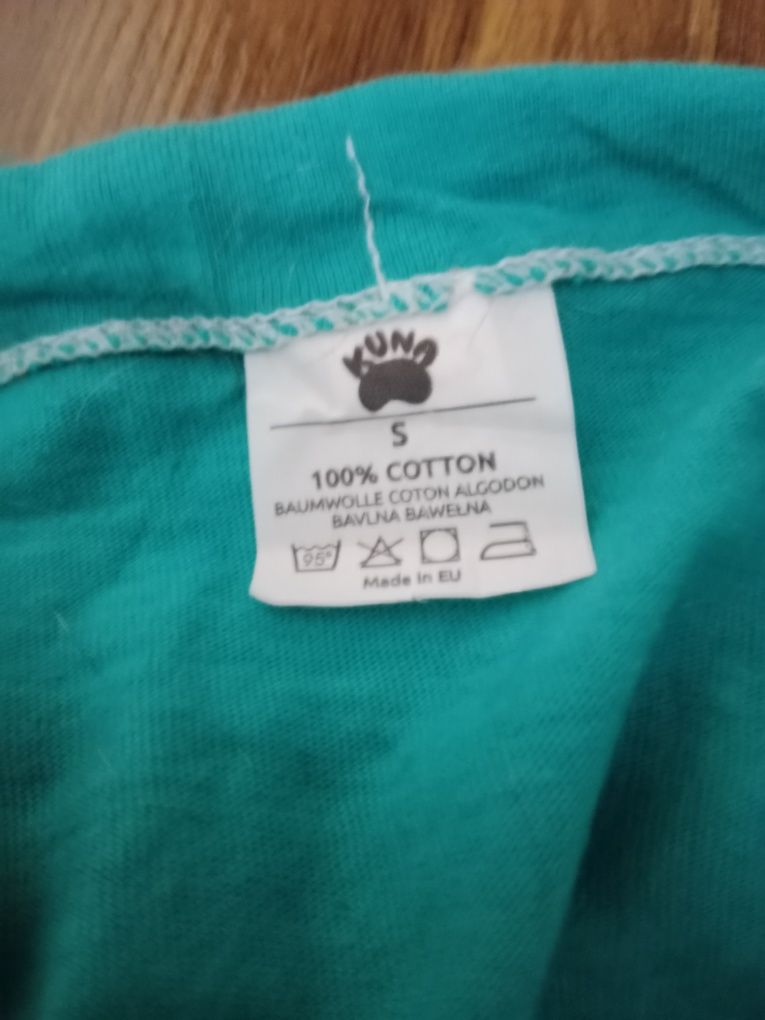 KUNA
S
100% COTTON
BAUMWOLLE COTON ALGODON
BAVLNA BAWEŁNA
95°
Made in EU